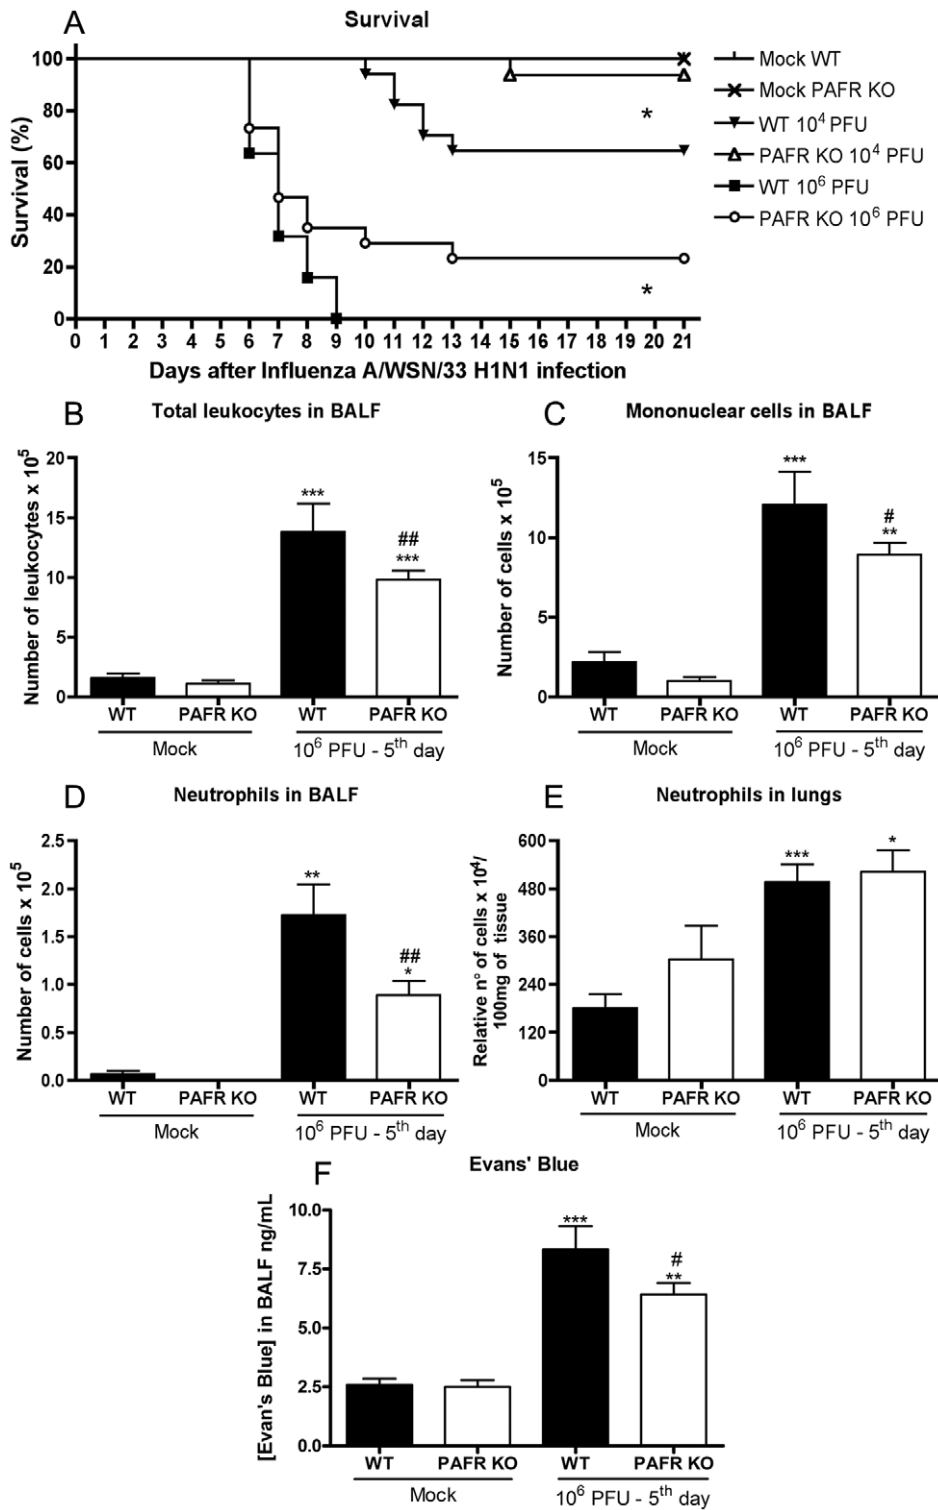 A
Survival
Survival (%)
100
80
60
40
20
0
0 1 2 3 4 5 6 7 8 9 10 11 12 13 14 15 16 17 18 19 20 21
Days after Influenza A/WSN/33 H1N1 infection
*
*
Mock WT
Mock PAFR KO
WT 10⁴ PFU
PAFR KO 10⁴ PFU
WT 10⁶ PFU
PAFR KO 10⁶ PFU
B
Total leukocytes in BALF
Number of leukocytes x 10⁵
20
15
10
5
0
***
##
***
WT PAFR KO WT PAFR KO
Mock 10⁶ PFU - 5ᵗʰ day
C
Mononuclear cells in BALF
Number of cells x 10⁵
15
10
5
0
***
#
**
WT PAFR KO WT PAFR KO
Mock 10⁶ PFU - 5ᵗʰ day
D
Neutrophils in BALF
Number of cells x 10⁵
2.5
2.0
1.5
1.0
0.5
0.0
**
##
*
WT PAFR KO WT PAFR KO
Mock 10⁶ PFU - 5ᵗʰ day
E
Neutrophils in lungs
Relative n° of cells x 10⁴/
100mg of tissue
600
480
360
240
120
0
***
*
WT PAFR KO WT PAFR KO
Mock 10⁶ PFU - 5ᵗʰ day
F
Evans' Blue
[Evan's Blue] in BALF ng/mL
10.0
7.5
5.0
2.5
0.0
***
#
**
WT PAFR KO WT PAFR KO
Mock 10⁶ PFU - 5ᵗʰ day